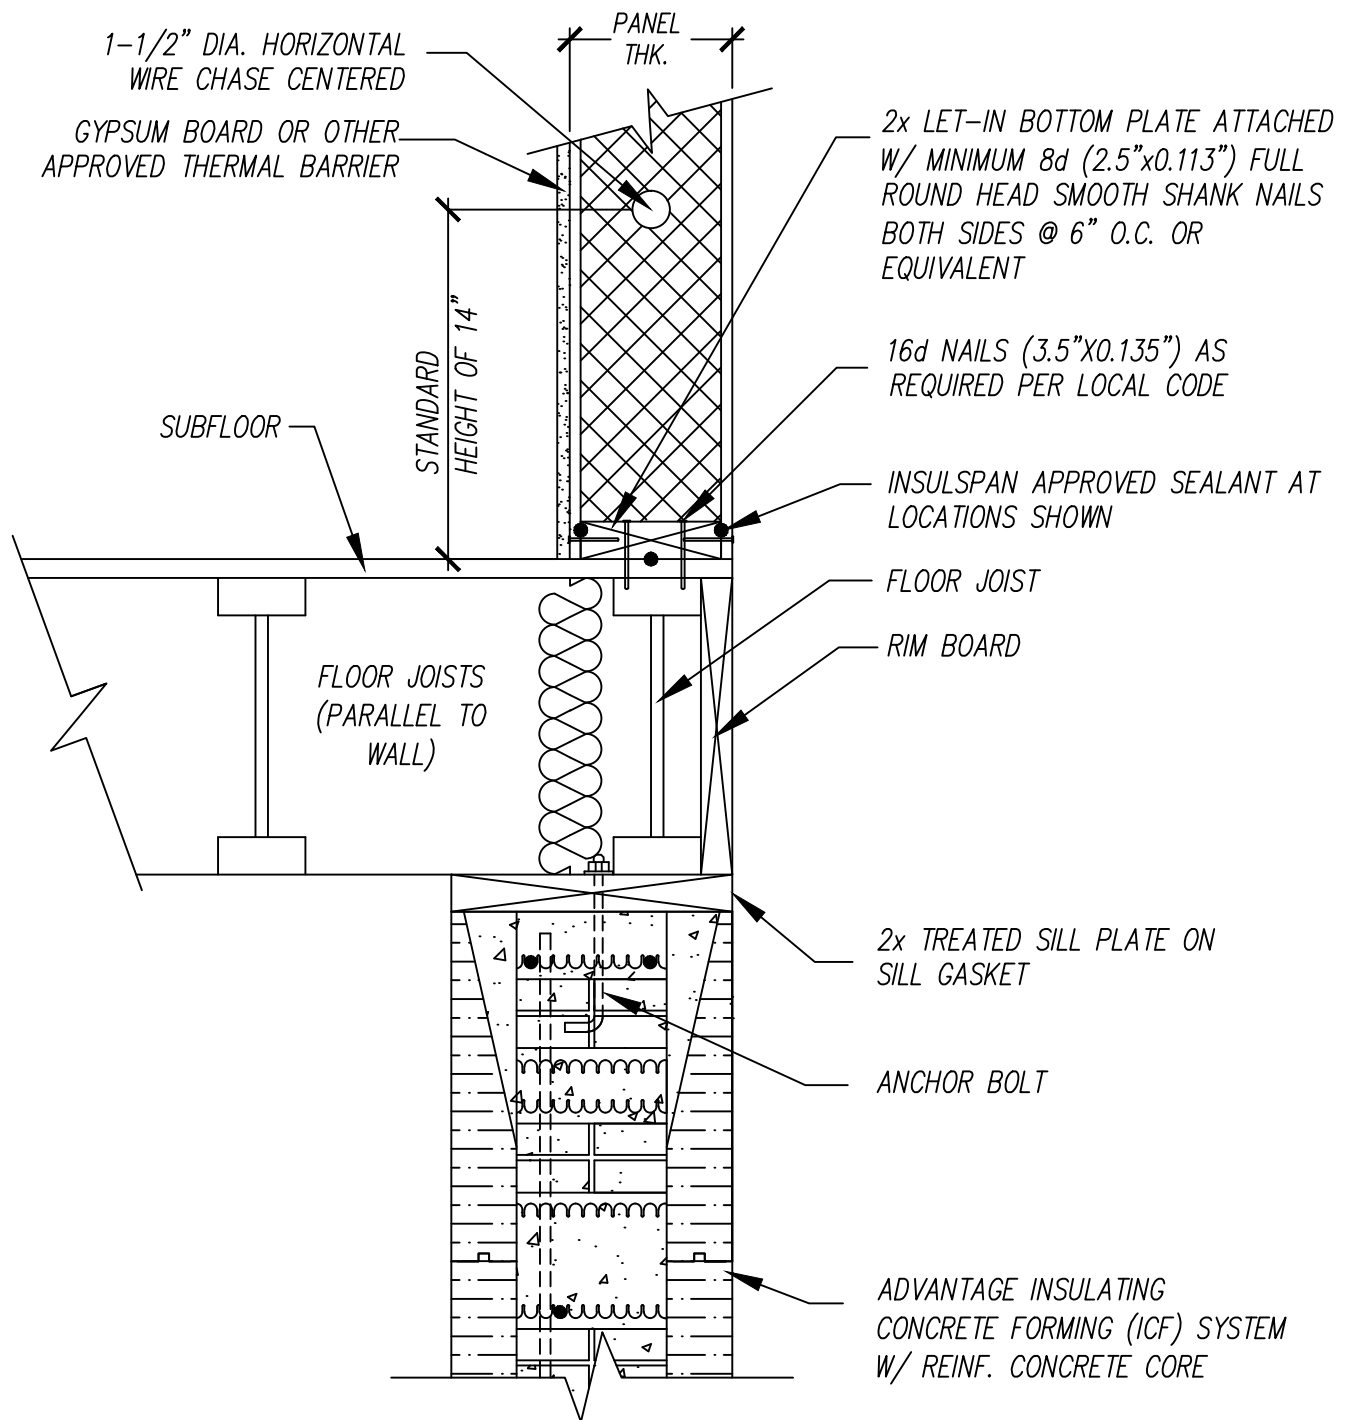 PANEL
THK.
1-1/2" DIA. HORIZONTAL
WIRE CHASE CENTERED
GYPSUM BOARD OR OTHER
APPROVED THERMAL BARRIER
2x LET-IN BOTTOM PLATE ATTACHED
W/ MINIMUM 8d (2.5"x0.113") FULL
ROUND HEAD SMOOTH SHANK NAILS
BOTH SIDES @ 6" O.C. OR
EQUIVALENT
STANDARD
HEIGHT OF 14"
16d NAILS (3.5"X0.135") AS
REQUIRED PER LOCAL CODE
SUBFLOOR
INSULSPAN APPROVED SEALANT AT
LOCATIONS SHOWN
FLOOR JOIST
RIM BOARD
FLOOR JOISTS
(PARALLEL TO
WALL)
2x TREATED SILL PLATE ON
SILL GASKET
ANCHOR BOLT
ADVANTAGE INSULATING
CONCRETE FORMING (ICF) SYSTEM
W/ REINF. CONCRETE CORE